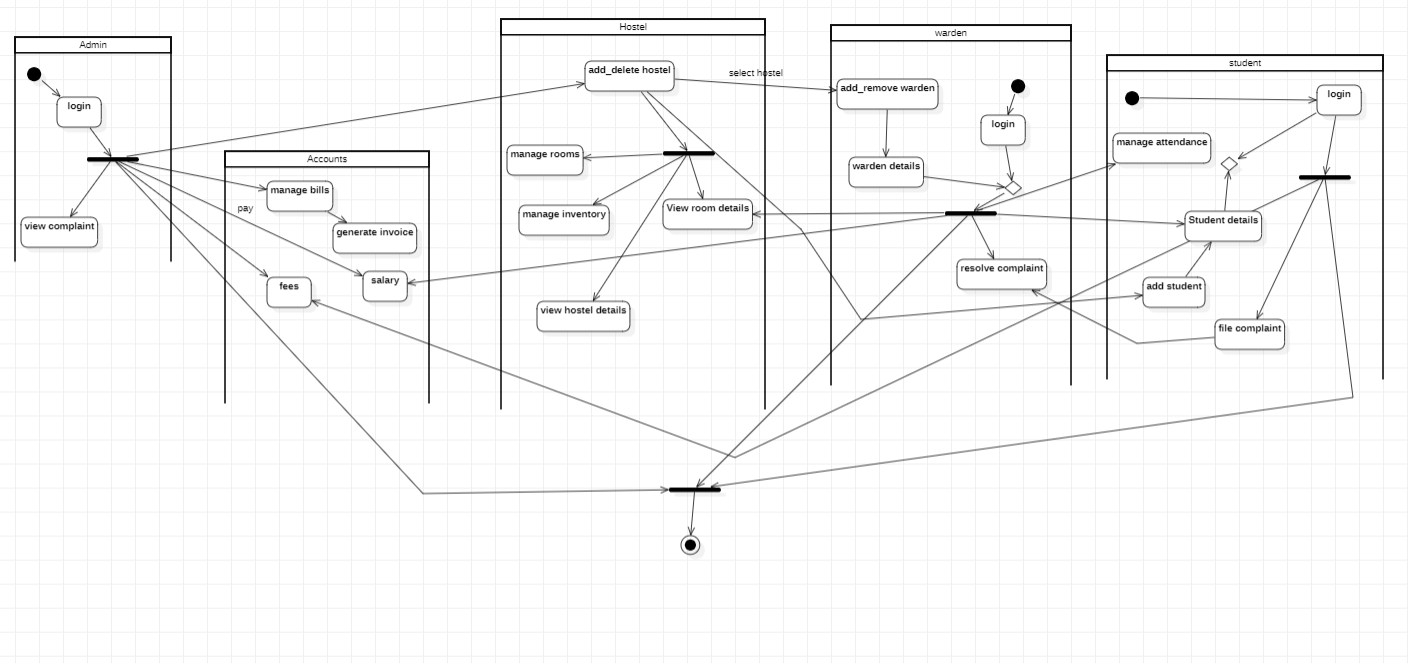 Admin
login
view complaint
Accounts
manage bills
pay
generate invoice
fees
salary
Hostel
add_delete hostel
select hostel
manage rooms
manage inventory
View room details
view hostel details
warden
add_remove warden
login
warden details
resolve complaint
student
login
manage attendance
Student details
add student
file complaint